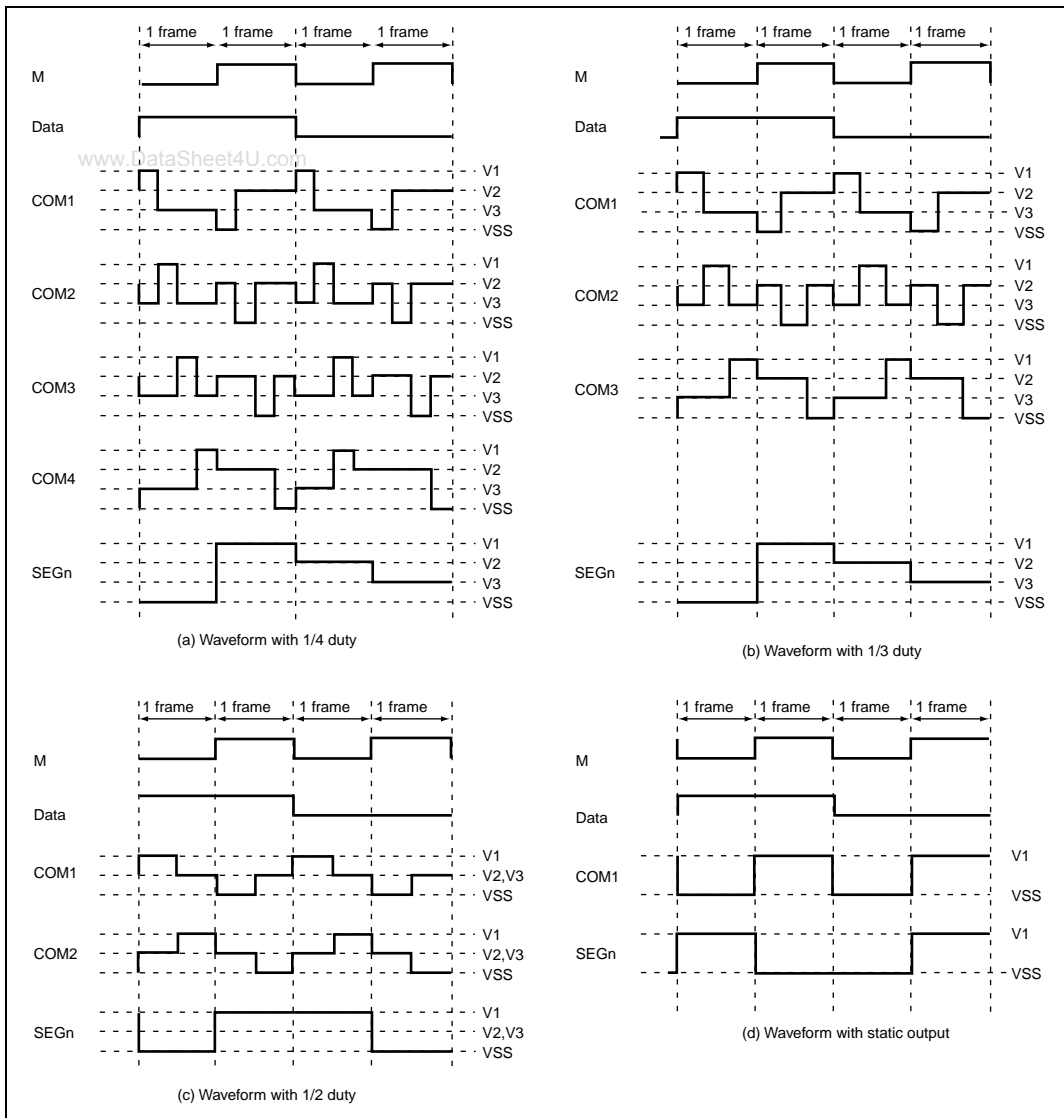 1 frame 1 frame 1 frame 1 frame
M
Data
www.DataSheet4U.com
COM1
V1
V2
V3
VSS
COM2
V1
V2
V3
VSS
COM3
V1
V2
V3
VSS
COM4
V1
V2
V3
VSS
SEGn
V1
V2
V3
VSS
(a) Waveform with 1/4 duty
1 frame 1 frame 1 frame 1 frame
M
Data
COM1
V1
V2
V3
VSS
COM2
V1
V2
V3
VSS
COM3
V1
V2
V3
VSS
SEGn
V1
V2
V3
VSS
(b) Waveform with 1/3 duty
1 frame 1 frame 1 frame 1 frame
M
Data
COM1
V1
V2,V3
VSS
COM2
V1
V2,V3
VSS
SEGn
V1
V2,V3
VSS
(c) Waveform with 1/2 duty
1 frame 1 frame 1 frame 1 frame
M
Data
COM1
V1
VSS
SEGn
V1
VSS
(d) Waveform with static output